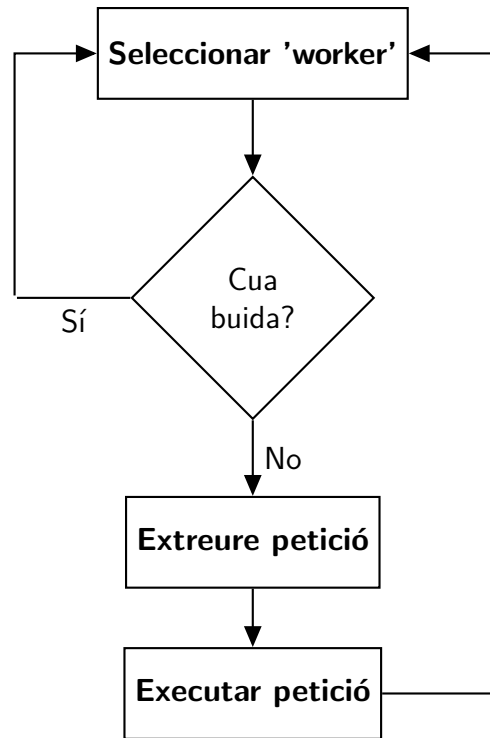 Seleccionar 'worker'
Cua
buida?
Sí
No
Extreure petició
Executar petició